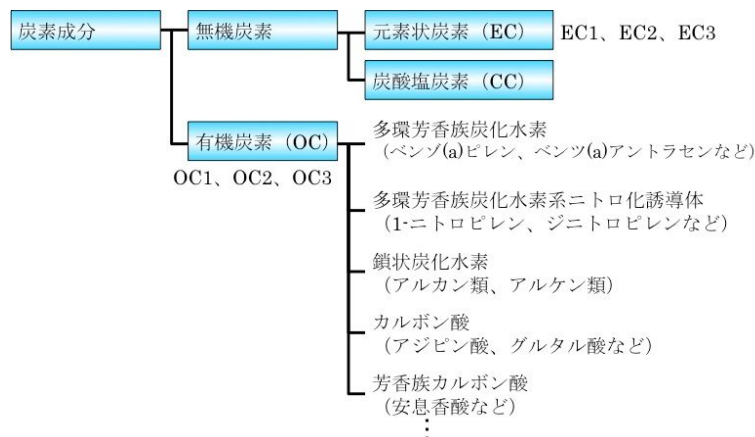 炭素成分
無機炭素
元素状炭素(EC)
EC1、EC2、EC3
炭酸塩炭素(CC)
有機炭素(OC)
OC1、OC2、OC3
多環芳香族炭化水素
(ベンゾ(a)ピレン、ベンツ(a)アントラセンなど)
多環芳香族炭化水素系ニトロ化誘導体
(1-ニトロピレン、ジニトロピレンなど)
鎖状炭化水素
(アルカン類、アルケン類)
カルボン酸
(アジピン酸、グルタル酸など)
芳香族カルボン酸
(安息香酸など)